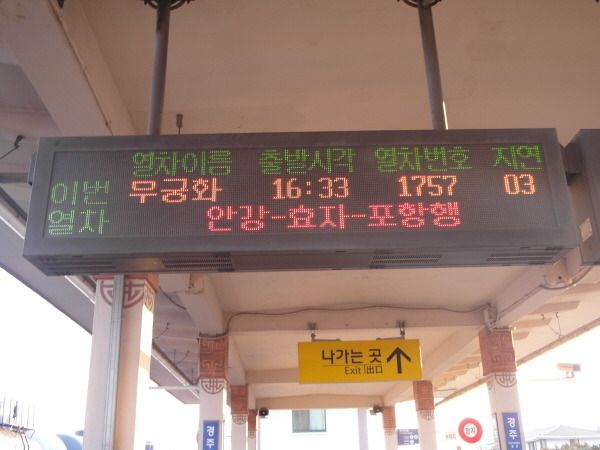 열차이름 출발시각 열차번호 지연
이번 무궁화 16:33 1757 03
열차 안강-효자-포항행
나가는 곳
Exit 出口
경주
경주
정지